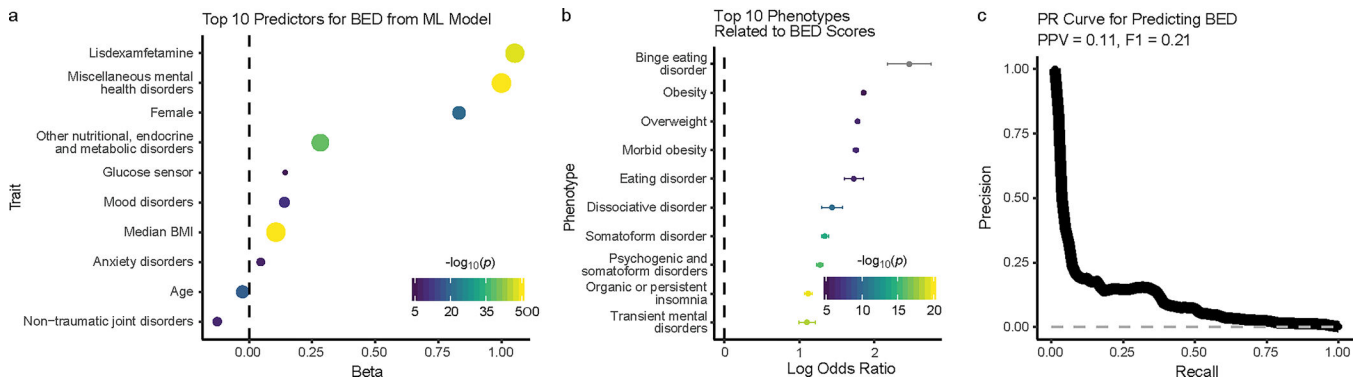 a
Top 10 Predictors for BED from ML Model
Trait
Lisdexamfetamine
Miscellaneous mental
health disorders
Female
Other nutritional, endocrine
and metabolic disorders
Glucose sensor
Mood disorders
Median BMI
Anxiety disorders
Age
Non-traumatic joint disorders
-log10(p)
5 20 35 500
0.00 0.25 0.50 0.75 1.00
Beta
b
Top 10 Phenotypes
Related to BED Scores
Phenotype
Binge eating
disorder
Obesity
Overweight
Morbid obesity
Eating disorder
Dissociative disorder
Somatoform disorder
Psychogenic and
somatoform disorders
Organic or persistent
insomnia
Transient mental
disorders
-log10(p)
5 10 15 20
0 1 2
Log Odds Ratio
c
PR Curve for Predicting BED
PPV = 0.11, F1 = 0.21
Precision
1.00
0.75
0.50
0.25
0.00
0.00 0.25 0.50 0.75 1.00
Recall